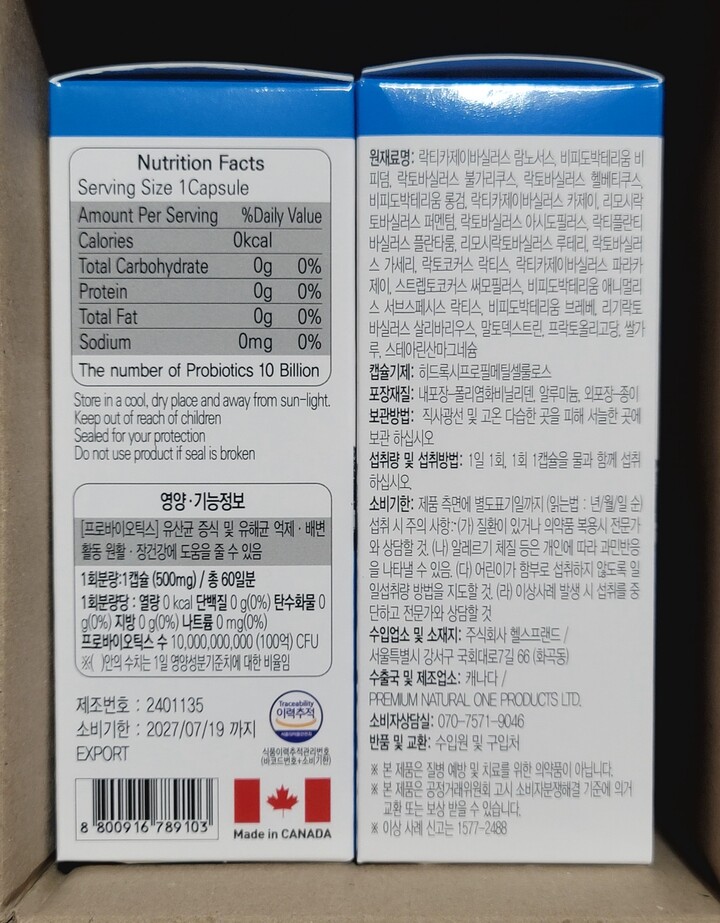 Nutrition Facts
Serving Size 1Capsule
Amount Per Serving %Daily Value
Calories 0kcal
Total Carbohydrate 0g 0%
Protein 0g 0%
Total Fat 0g 0%
Sodium 0mg 0%
The number of Probiotics 10 Billion
Store in a cool, dry place and away from sun-light.
Keep out of reach of children
Sealed for your protection
Do not use product if seal is broken
영양·기능정보
[프로바이오틱스] 유산균 증식 및 유해균 억제·배변
활동 원활·장건강에 도움을 줄 수 있음
1회분량:1캡슐 (500mg) / 총 60일분
1회분량당 : 열량 0 kcal 단백질 0 g(0%) 탄수화물 0
g(0%) 지방 0 g(0%) 나트륨 0 mg(0%)
프로바이오틱스 수 10,000,000,000 (100억) CFU
※( )안의 수치는 1일 영양성분기준치에 대한 비율임
제조번호 : 2401135
소비기한 : 2027/07/19 까지
EXPORT
Traceability
이력추적
식품이력추적관리번호
(바코드번호+소비기한)
8 800916 789103
Made in CANADA
원재료명: 락티카제이바실러스 람노서스, 비피도박테리움 비
피덤, 락토바실러스 불가리쿠스, 락토바실러스 헬베티쿠스,
비피도박테리움 롱검, 락티카제이바실러스 카제이, 리모시락
토바실러스 퍼멘텀, 락토바실러스 아시도필러스, 락티플란티
바실러스 플란타룸, 리모시락토바실러스 루테리, 락토바실러
스 가세리, 락토코커스 락티스, 락티카제이바실러스 파라카
제이, 스트렙토코커스 써모필러스, 비피도박테리움 애니멀리
스 서브스페시스 락티스, 비피도박테리움 브레베, 리기락토
바실러스 살리바리우스, 말토덱스트린, 프락토올리고당, 쌀가
루, 스테아린산마그네슘
캡슐기제: 히드록시프로필메틸셀룰로스
포장재질: 내포장-폴리염화비닐리덴, 알루미늄, 외포장-종이
보관방법: 직사광선 및 고온 다습한 곳을 피해 서늘한 곳에
보관 하십시오
섭취량 및 섭취방법: 1일 1회, 1회 1캡슐을 물과 함께 섭취
하십시오.
소비기한: 제품 측면에 별도표기일까지 (읽는법 : 년/월/일 순)
섭취 시 주의 사항-(가) 질환이 있거나 의약품 복용시 전문가
와 상담할 것. (나) 알레르기 체질 등은 개인에 따라 과민반응
을 나타낼 수 있음. (다) 어린이가 함부로 섭취하지 않도록 일
일섭취량 방법을 지도할 것. (라) 이상사례 발생 시 섭취를 중
단하고 전문가와 상담할 것
수입업소 및 소재지: 주식회사 헬스프랜드 /
서울특별시 강서구 국회대로7길 66 (화곡동)
수출국 및 제조업소: 캐나다 /
PREMIUM NATURAL ONE PRODUCTS LTD.
소비자상담실: 070-7571-9046
반품 및 교환: 수입원 및 구입처
※ 본 제품은 질병 예방 및 치료를 위한 의약품이 아닙니다.
※ 본 제품은 공정거래위원회 고시 소비자분쟁해결 기준에 의거
교환 또는 보상 받을 수 있습니다.
※ 이상 사례 신고는 1577-2488